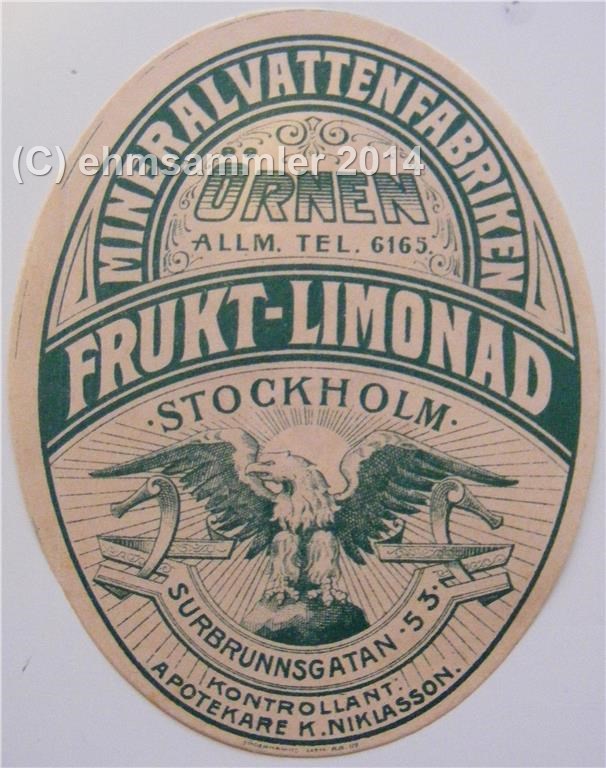 MINERALVATTENFABRIKEN
(C) ehmsammler 2014
ÖRNEN
ALLM. TEL. 6165.
FRUKT-LIMONAD
·STOCKHOLM·
SURBRUNNSGATAN·53·
KONTROLLANT:
APOTEKARE K.NIKLASSON.